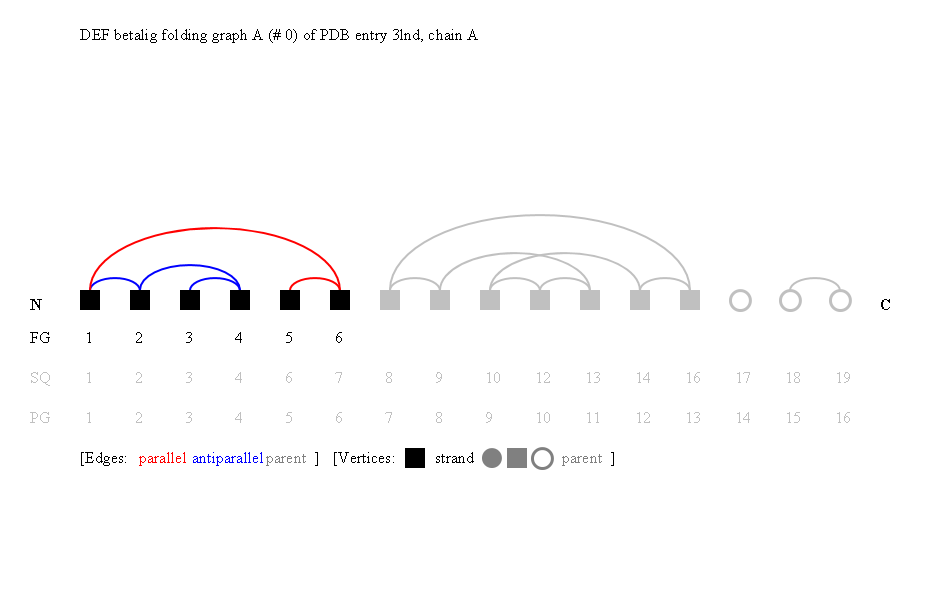 DEF betalig folding graph A (# 0) of PDB entry 3lnd, chain A
N C
FG 1 2 3 4 5 6
SQ 1 2 3 4 6 7 8 9 10 12 13 14 16 17 18 19
PG 1 2 3 4 5 6 7 8 9 10 11 12 13 14 15 16
[Edges: parallel antiparallel parent ] [Vertices: strand parent ]